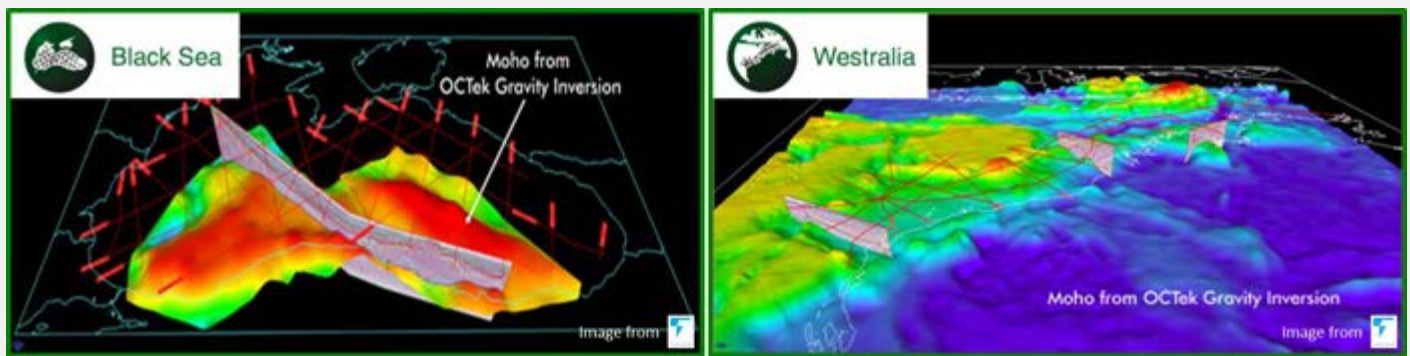 Black Sea
Moho from
OCTek Gravity Inversion
Image from
Westralia
Moho from OCTek Gravity Inversion
Image from